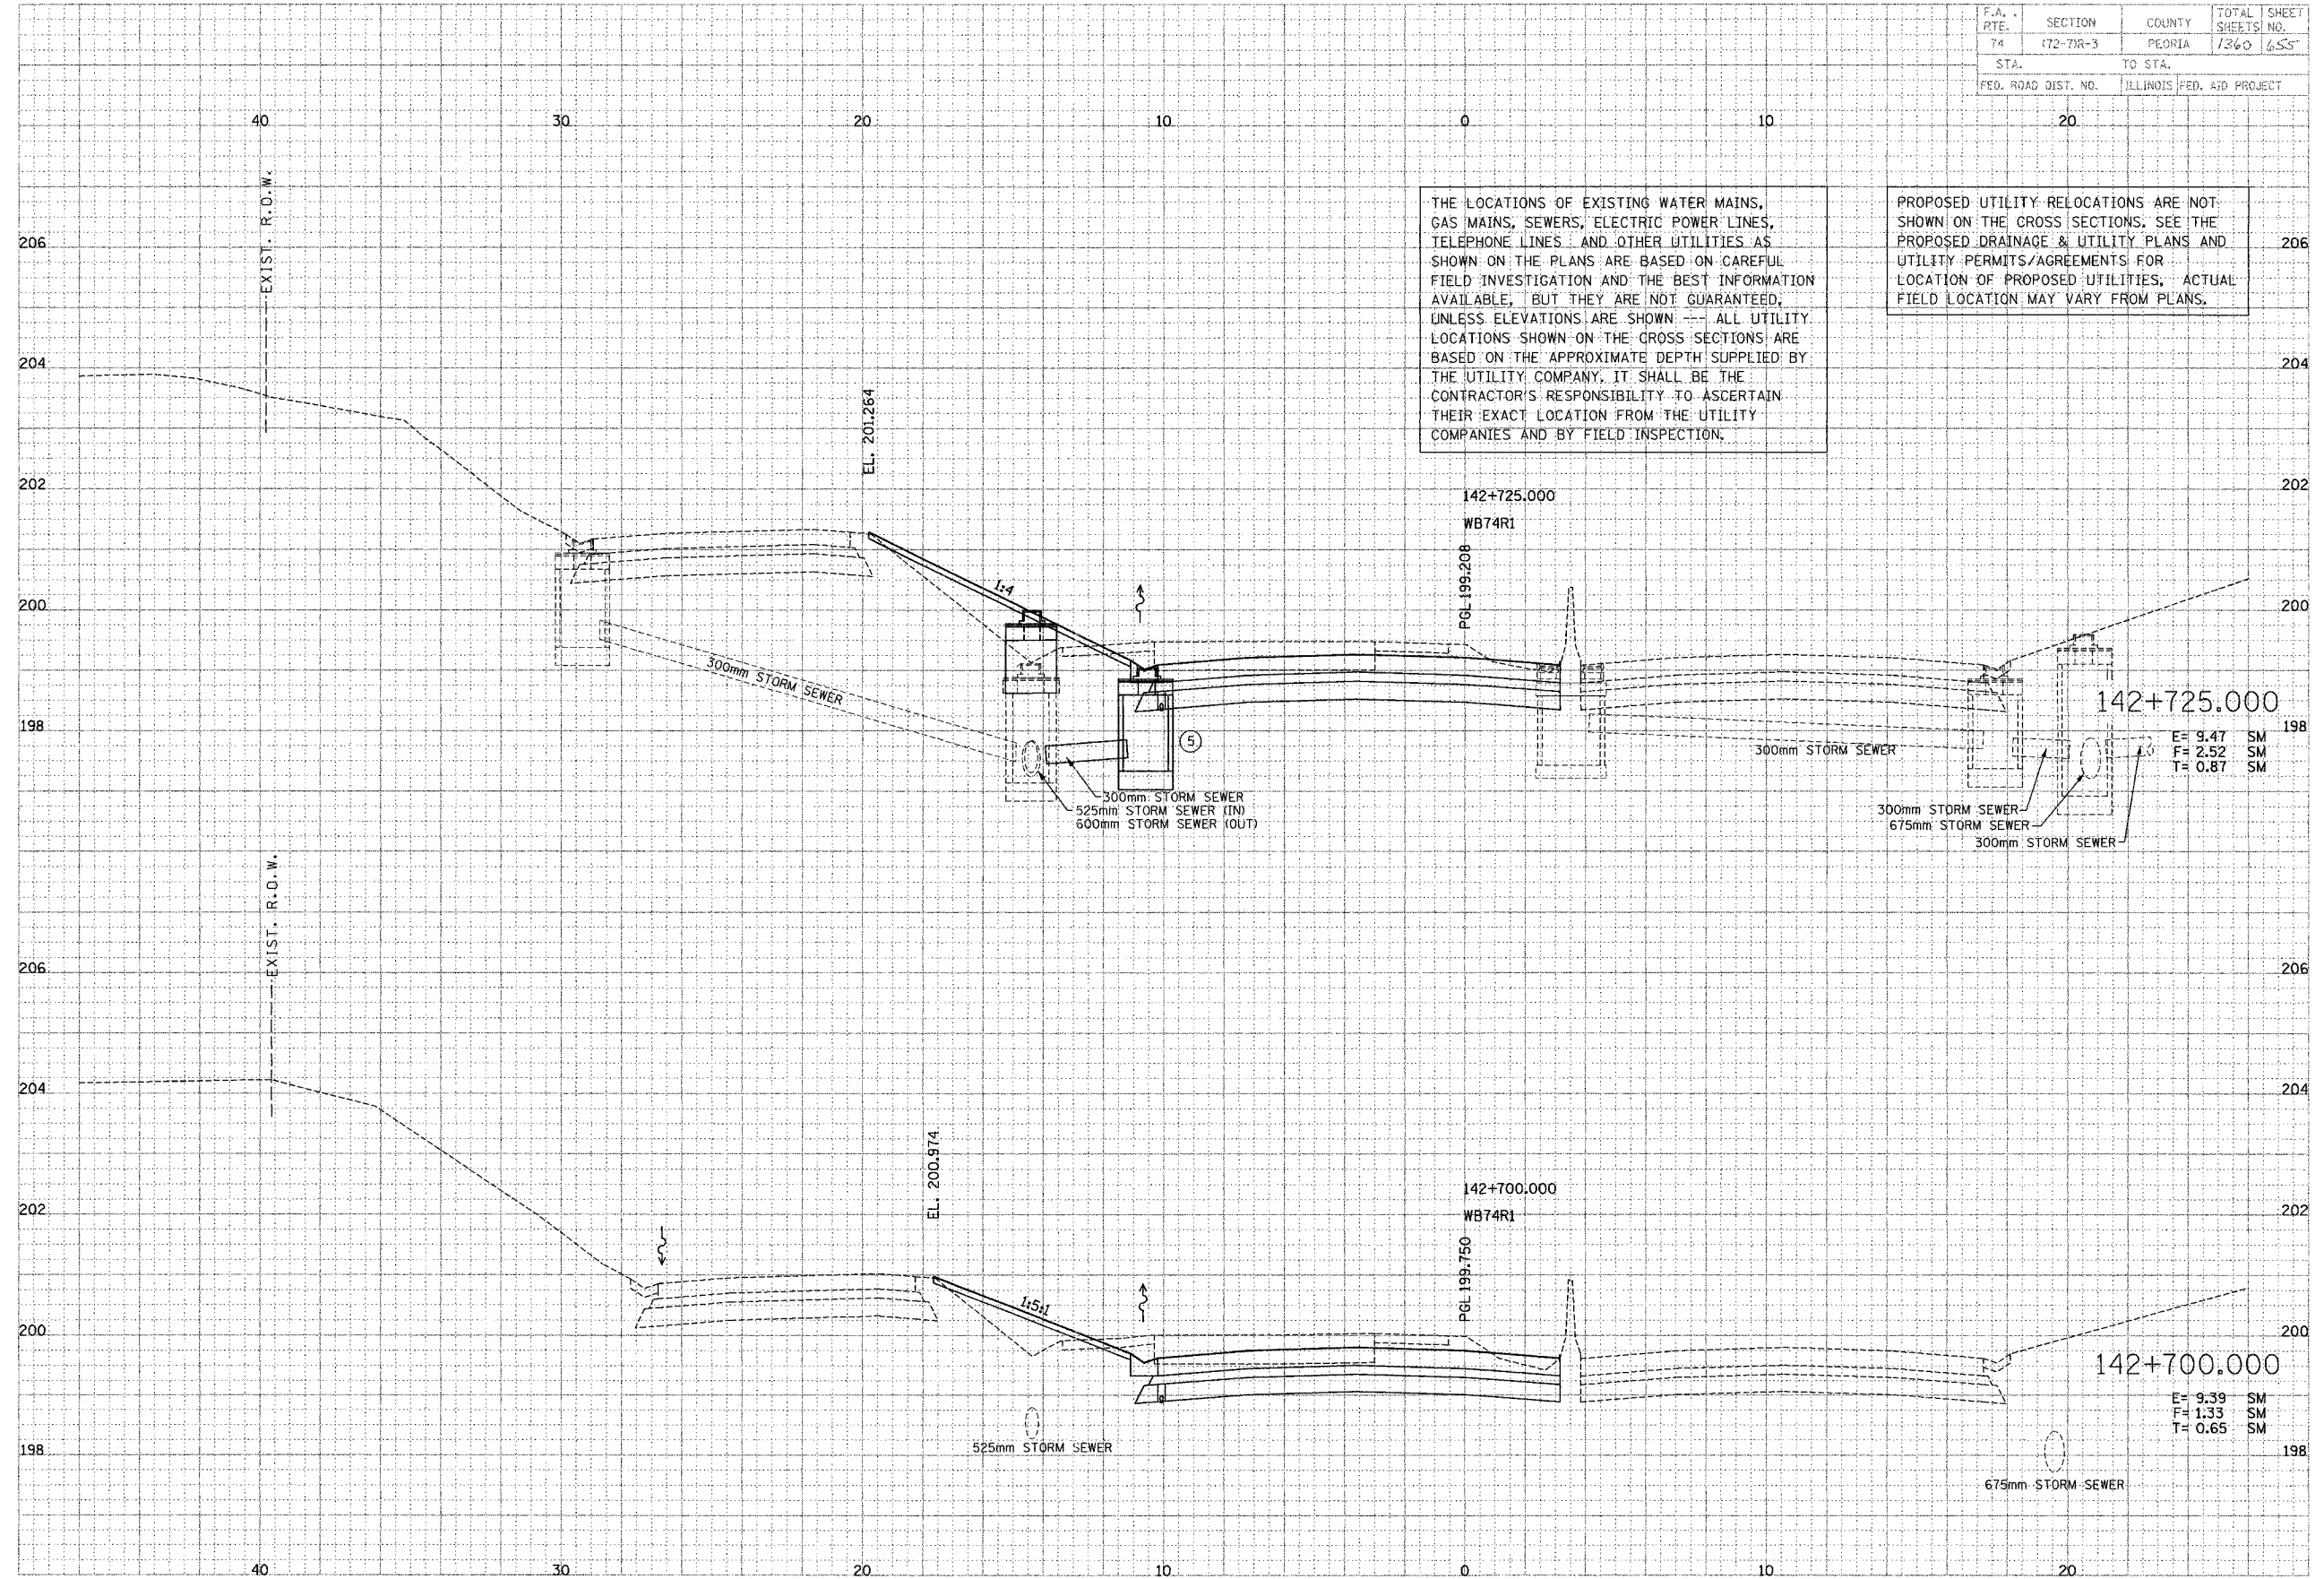 F.A. RTE. SECTION COUNTY TOTAL SHEETS SHEET NO.
74 (72-7)R-3 PEORIA 1360 655
STA. TO STA.
FED. ROAD DIST. NO. ILLINOIS FED. AID PROJECT
40 30 20 10 0 10 20
EXIST. R.O.W.
THE LOCATIONS OF EXISTING WATER MAINS,
GAS MAINS, SEWERS, ELECTRIC POWER LINES,
TELEPHONE LINES AND OTHER UTILITIES AS
SHOWN ON THE PLANS ARE BASED ON CAREFUL
FIELD INVESTIGATION AND THE BEST INFORMATION
AVAILABLE, BUT THEY ARE NOT GUARANTEED,
UNLESS ELEVATIONS ARE SHOWN --- ALL UTILITY
LOCATIONS SHOWN ON THE CROSS SECTIONS ARE
BASED ON THE APPROXIMATE DEPTH SUPPLIED BY
THE UTILITY COMPANY. IT SHALL BE THE
CONTRACTOR'S RESPONSIBILITY TO ASCERTAIN
THEIR EXACT LOCATION FROM THE UTILITY
COMPANIES AND BY FIELD INSPECTION.
PROPOSED UTILITY RELOCATIONS ARE NOT
SHOWN ON THE CROSS SECTIONS. SEE THE
PROPOSED DRAINAGE & UTILITY PLANS AND
UTILITY PERMITS/AGREEMENTS FOR
LOCATION OF PROPOSED UTILITIES, ACTUAL
FIELD LOCATION MAY VARY FROM PLANS.
206 206
204 204
EL. 201.264
202 202
142+725.000
WB74R1
PGL 199.208
1:4
200 200
300mm STORM SEWER
142+725.000
198 198
5
300mm STORM SEWER
E= 9.47 SM
F= 2.52 SM
T= 0.87 SM
300mm STORM SEWER
525mm STORM SEWER (IN)
600mm STORM SEWER (OUT)
300mm STORM SEWER
675mm STORM SEWER
300mm STORM SEWER
EXIST. R.O.W.
206 206
204 204
EL. 200.974
142+700.000
202 202
WB74R1
PGL 199.750
1:5:1
200 200
142+700.000
E= 9.39 SM
F= 1.33 SM
T= 0.65 SM
525mm STORM SEWER
198 198
675mm STORM SEWER
40 30 20 10 0 10 20